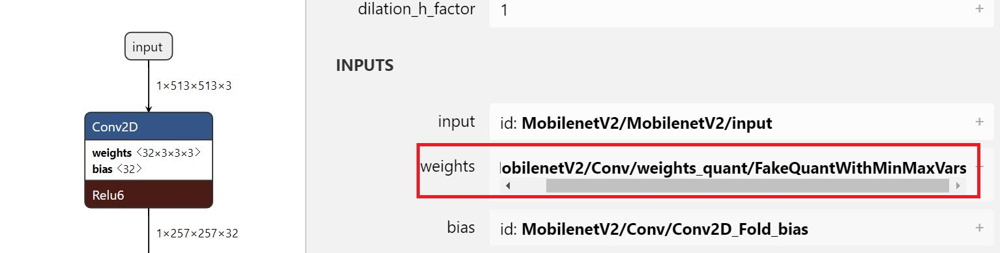 input
1×513×513×3
Conv2D
weights 〈32×3×3×3〉
bias 〈32〉
Relu6
1×257×257×32
dilation_h_factor 1 +
INPUTS
input id: MobilenetV2/MobilenetV2/input +
weights obilenetV2/Conv/weights_quant/FakeQuantWithMinMaxVars
bias id: MobilenetV2/Conv/Conv2D_Fold_bias +